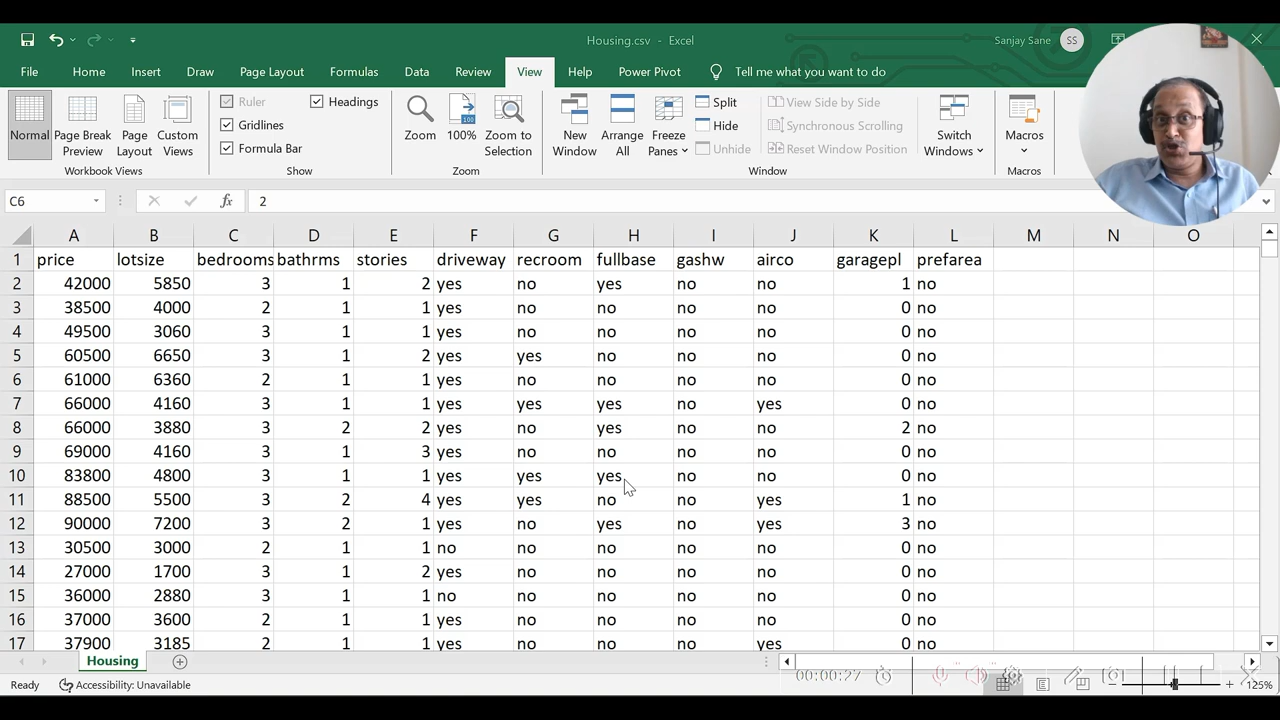 Housing.csv - Excel
Sanjay Sane SS
File Home Insert Draw Page Layout Formulas Data Review View Help Power Pivot Tell me what you want to do
Normal Page Break Preview Page Layout Custom Views
Workbook Views
Ruler Headings
Gridlines
Formula Bar
Show
Zoom 100% Zoom to Selection
Zoom
New Window Arrange All Freeze Panes
Split View Side by Side
Hide Synchronous Scrolling
Unhide Reset Window Position
Switch Windows
Window
Macros
Macros
C6 fx 2
A B C D E F G H I J K L M N O
1 price lotsize bedrooms bathrms stories driveway recroom fullbase gashw airco garagepl prefarea
2 42000 5850 3 1 2 yes no yes no no 1 no
3 38500 4000 2 1 1 yes no no no no 0 no
4 49500 3060 3 1 1 yes no no no no 0 no
5 60500 6650 3 1 2 yes yes no no no 0 no
6 61000 6360 2 1 1 yes no no no no 0 no
7 66000 4160 3 1 1 yes yes yes no yes 0 no
8 66000 3880 3 2 2 yes no yes no no 2 no
9 69000 4160 3 1 3 yes no no no no 0 no
10 83800 4800 3 1 1 yes yes yes no no 0 no
11 88500 5500 3 2 4 yes yes no no yes 1 no
12 90000 7200 3 2 1 yes no yes no yes 3 no
13 30500 3000 2 1 1 no no no no no 0 no
14 27000 1700 3 1 2 yes no no no no 0 no
15 36000 2880 3 1 1 no no no no no 0 no
16 37000 3600 2 1 1 yes no no no no 0 no
17 37900 3185 2 1 1 yes no no no yes 0 no
Housing
Ready Accessibility: Unavailable 00:00:27 125%